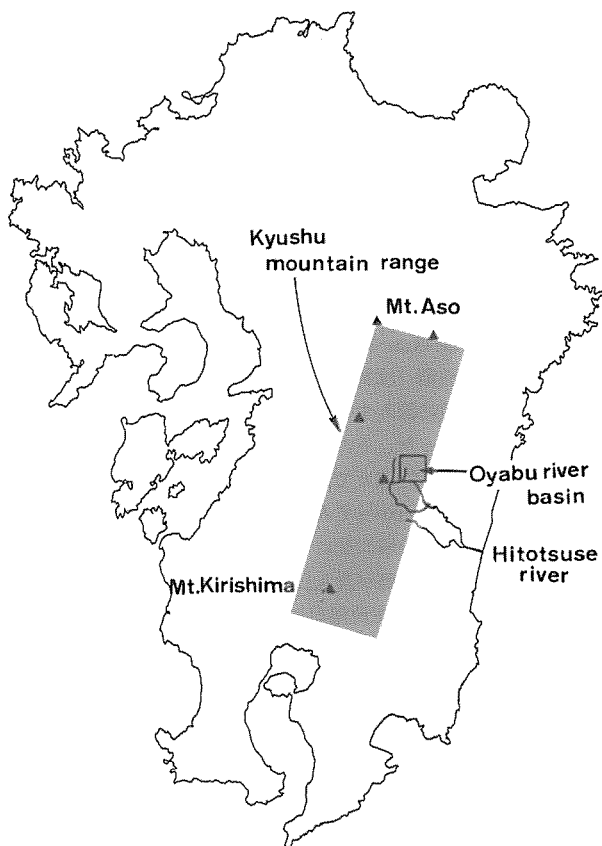 Kyushu
mountain range
Mt.Aso
Oyabu river
basin
Hitotsuse
river
Mt.Kirishima